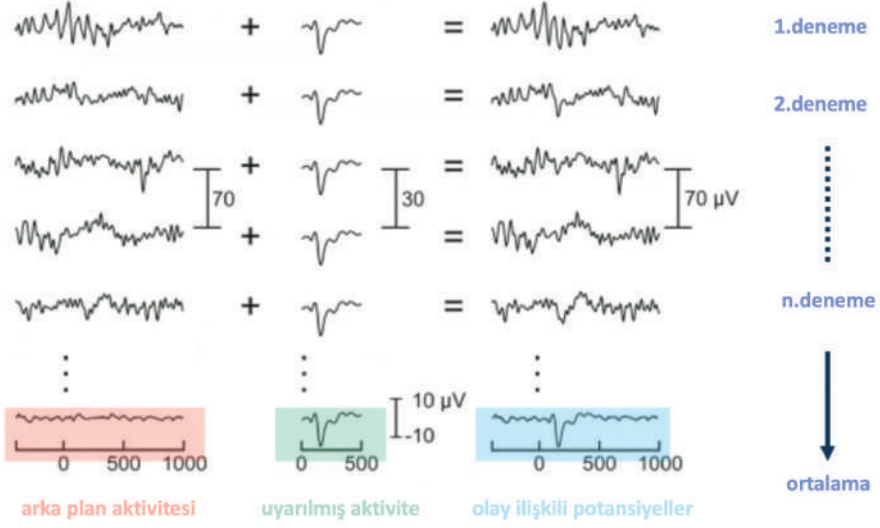 + = 1.deneme
+ = 2.deneme
+ =
70 30 70 µV
+ =
+ = n.deneme
10 µV
-10
0 500 1000 0 500 0 500 1000
ortalama
arka plan aktivitesi uyarılmış aktivite olay ilişkili potansiyeller